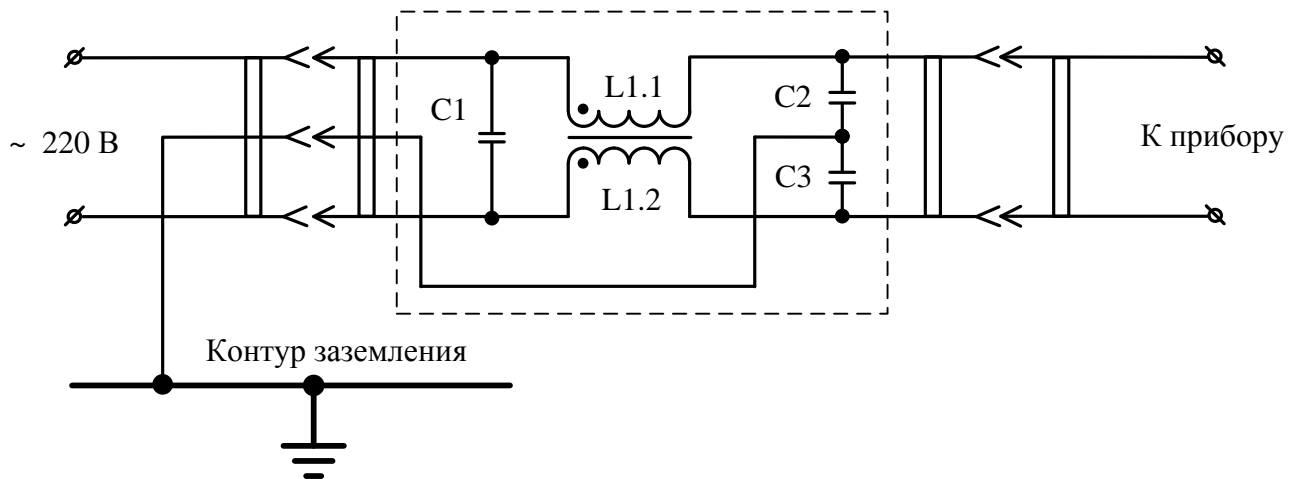 L1.1
C1
C2
~ 220 В
К прибору
C3
L1.2
Контур заземления